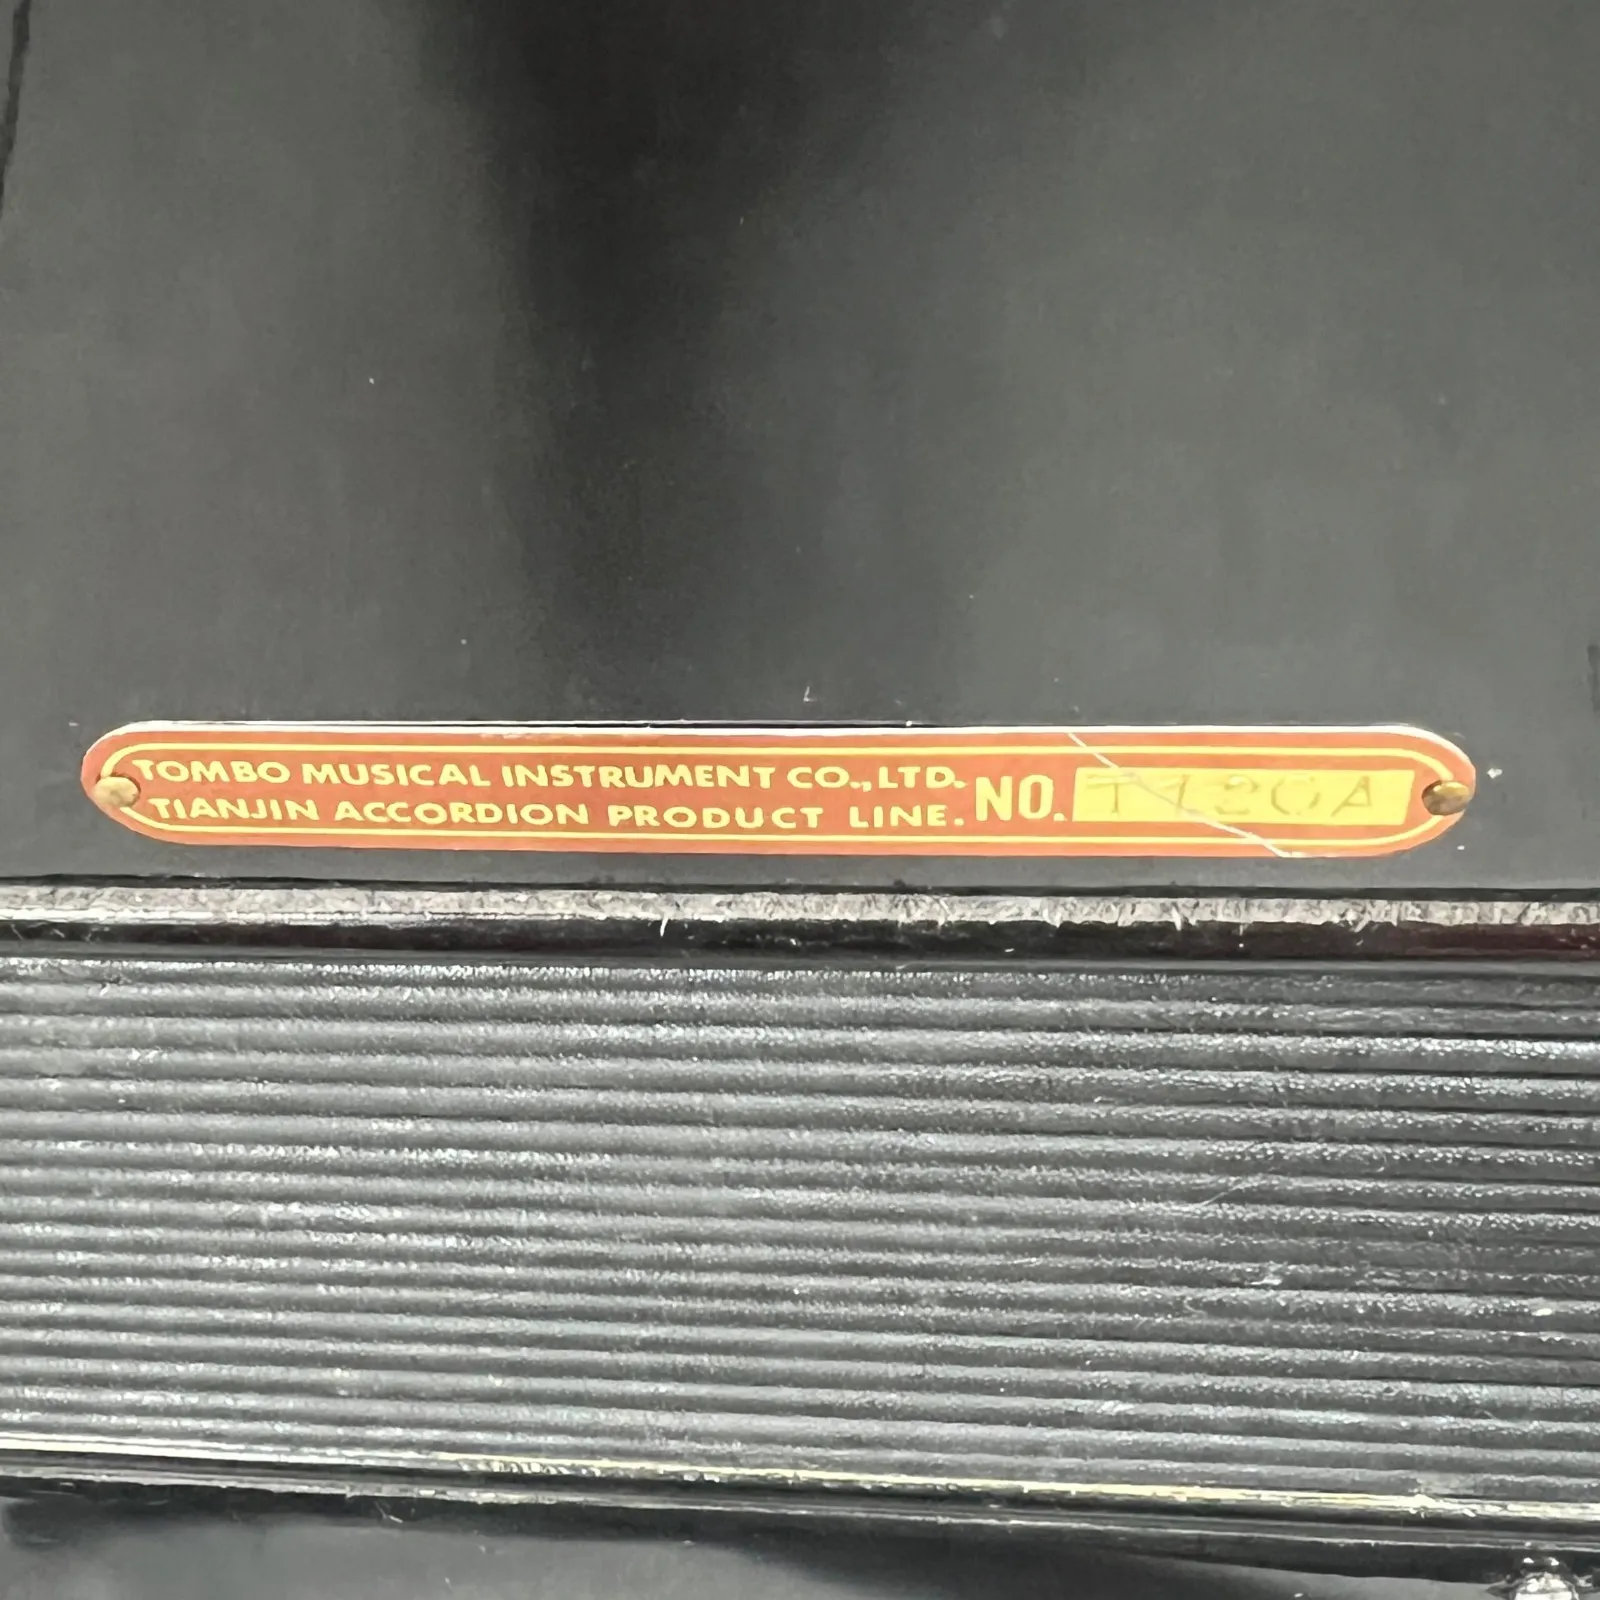 TOMBO MUSICAL INSTRUMENT CO., LTD.
TIANJIN ACCORDION PRODUCT LINE.
NO. T120A